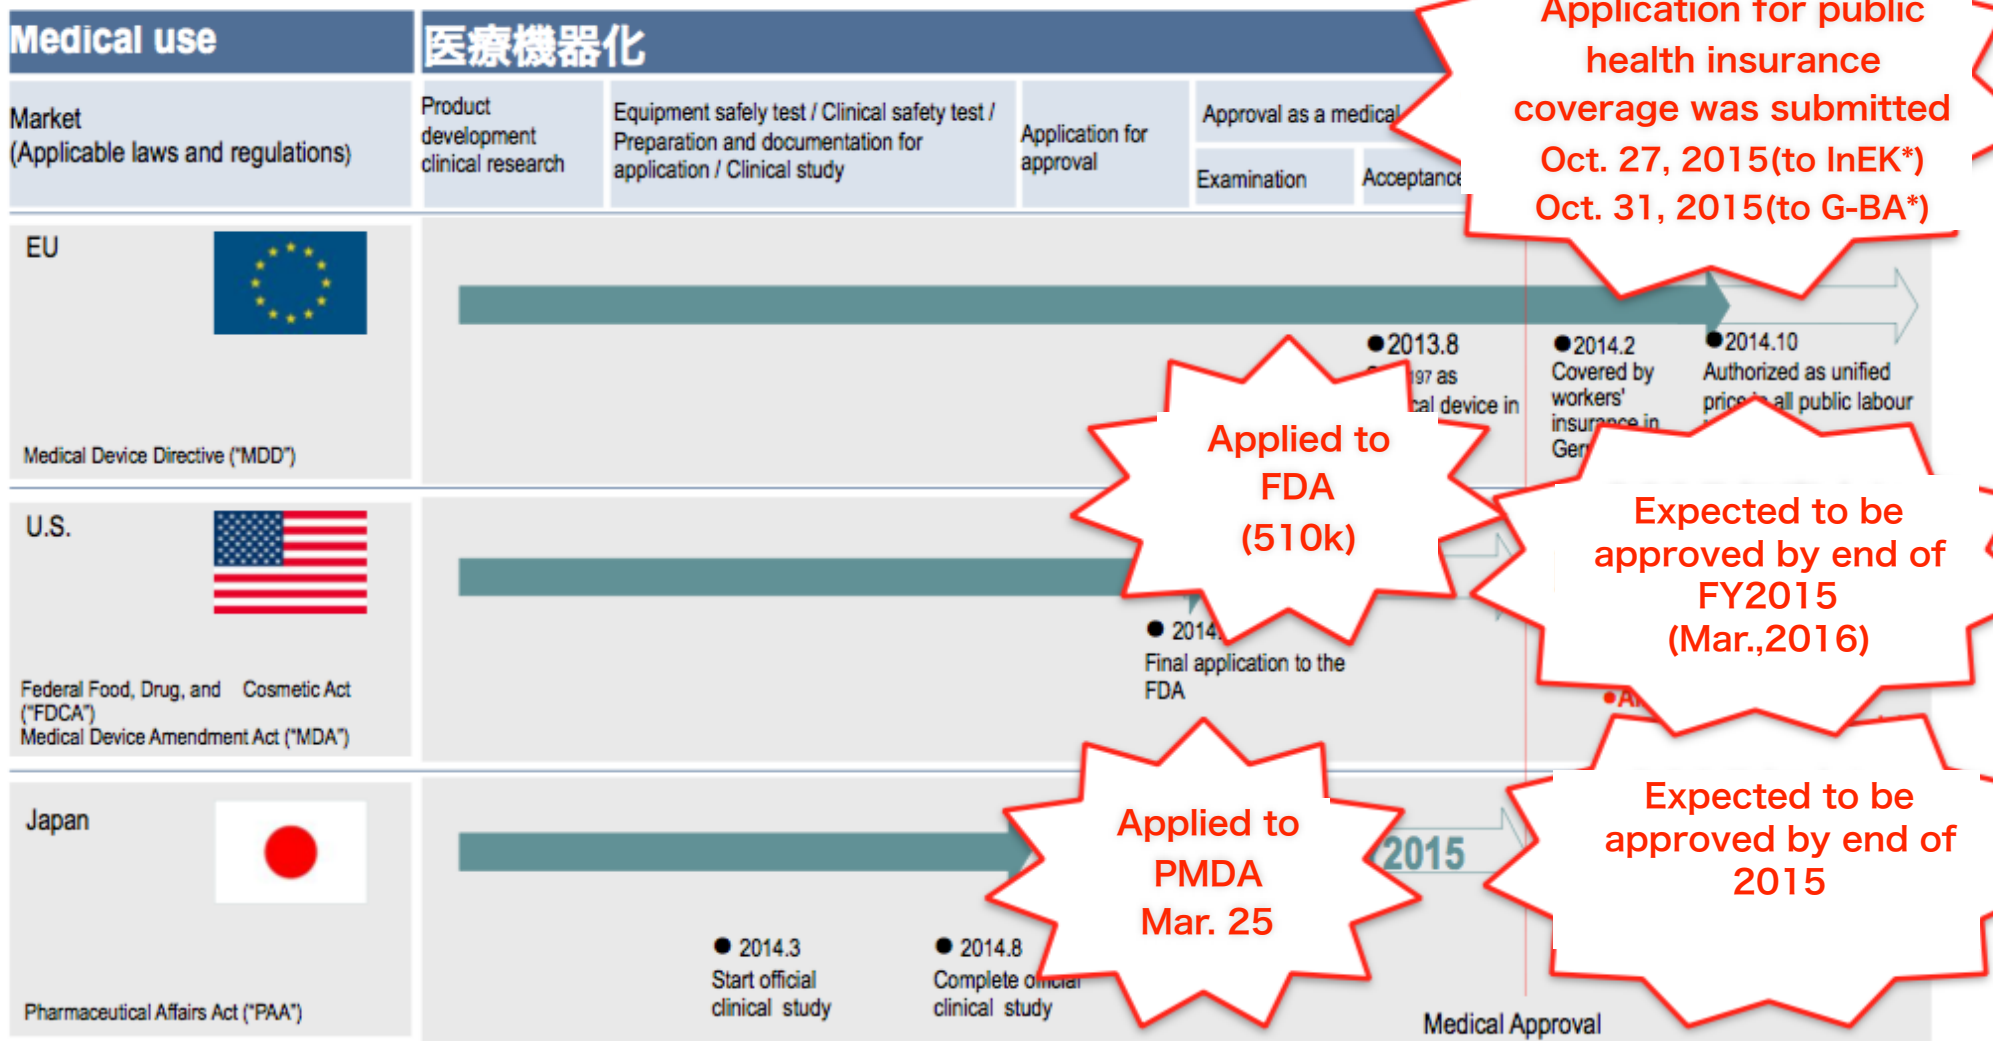 Medical use
医療機器化
Application for public
health insurance
coverage was submitted
Oct. 27, 2015(to InEK*)
Oct. 31, 2015(to G-BA*)
Market
(Applicable laws and regulations)
Product
development
clinical research
Equipment safely test / Clinical safety test /
Preparation and documentation for
application / Clinical study
Application for
approval
Approval as a medical
Examination
Acceptance
EU
Medical Device Directive ("MDD")
●2013.8
197 as
cal device in
●2014.2
Covered by
workers'
insurance in
Ger
●2014.10
Authorized as unified
price in all public labour
Applied to
FDA
(510k)
Expected to be
approved by end of
FY2015
(Mar.,2016)
U.S.
Federal Food, Drug, and Cosmetic Act
("FDCA")
Medical Device Amendment Act ("MDA")
● 2014.
Final application to the
FDA
Japan
Pharmaceutical Affairs Act ("PAA")
● 2014.3
Start official
clinical study
● 2014.8
Complete official
clinical study
Applied to
PMDA
Mar. 25
2015
Expected to be
approved by end of
2015
Medical Approval